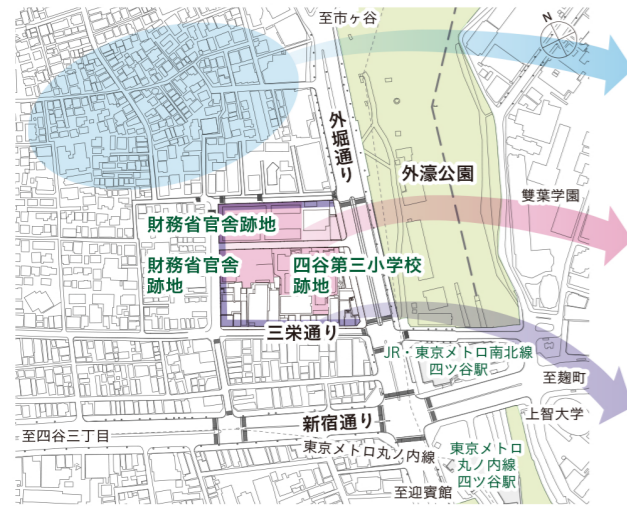 至市ヶ谷
N
外堀通り
外濠公園
雙葉学園
財務省官舎跡地
財務省官舎
跡地
四谷第三小学校
跡地
三栄通り
JR・東京メトロ南北線
四ツ谷駅
至麹町
上智大学
新宿通り
至四谷三丁目
東京メトロ丸ノ内線
東京メトロ
丸ノ内線
四ツ谷駅
至迎賓館